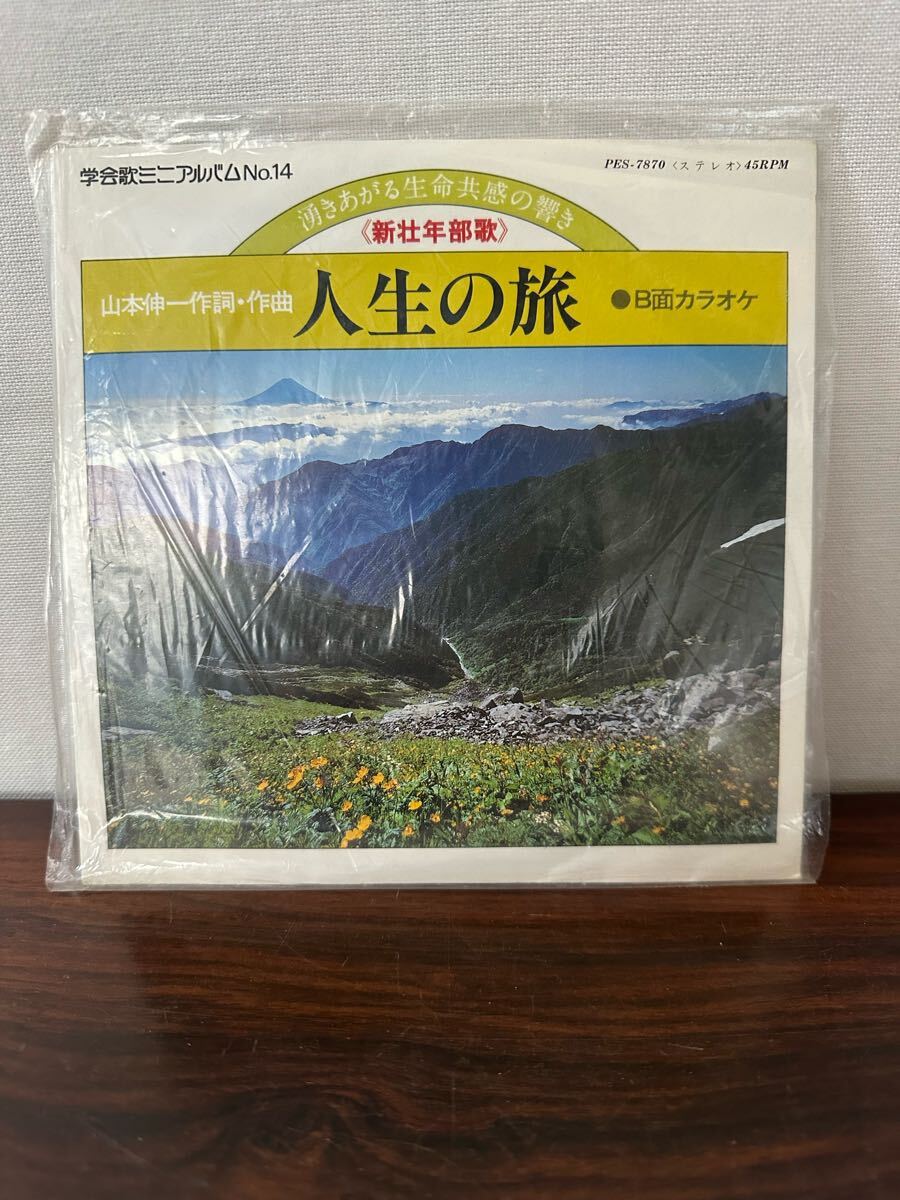 学会歌ミニアルバムNo.14
PES-7870 〈ステレオ〉45RPM
湧きあがる生命共感の響き
《新壮年部歌》
山本伸一作詞・作曲 人生の旅 ●B面カラオケ